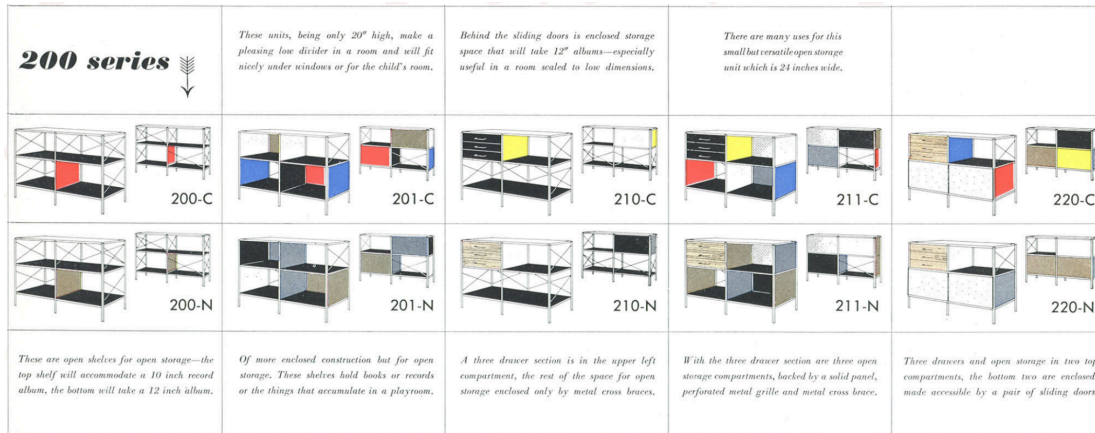 200 series
These units, being only 20" high, make a
pleasing low divider in a room and will fit
nicely under windows or for the child's room.
Behind the sliding doors is enclosed storage
space that will take 12" albums—especially
useful in a room scaled to low dimensions.
There are many uses for this
small but versatile open storage
unit which is 24 inches wide.
200-C
201-C
210-C
211-C
220-C
200-N
201-N
210-N
211-N
220-N
These are open shelves for open storage—the
top shelf will accommodate a 10 inch record
album, the bottom will take a 12 inch album.
Of more enclosed construction but for open
storage. These shelves hold books or records
or the things that accumulate in a playroom.
A three drawer section is in the upper left
compartment, the rest of the space for open
storage enclosed only by metal cross braces.
With the three drawer section are three open
storage compartments, backed by a solid panel,
perforated metal grille and metal cross brace.
Three drawers and open storage in two top
compartments, the bottom two are enclosed
made accessible by a pair of sliding doors